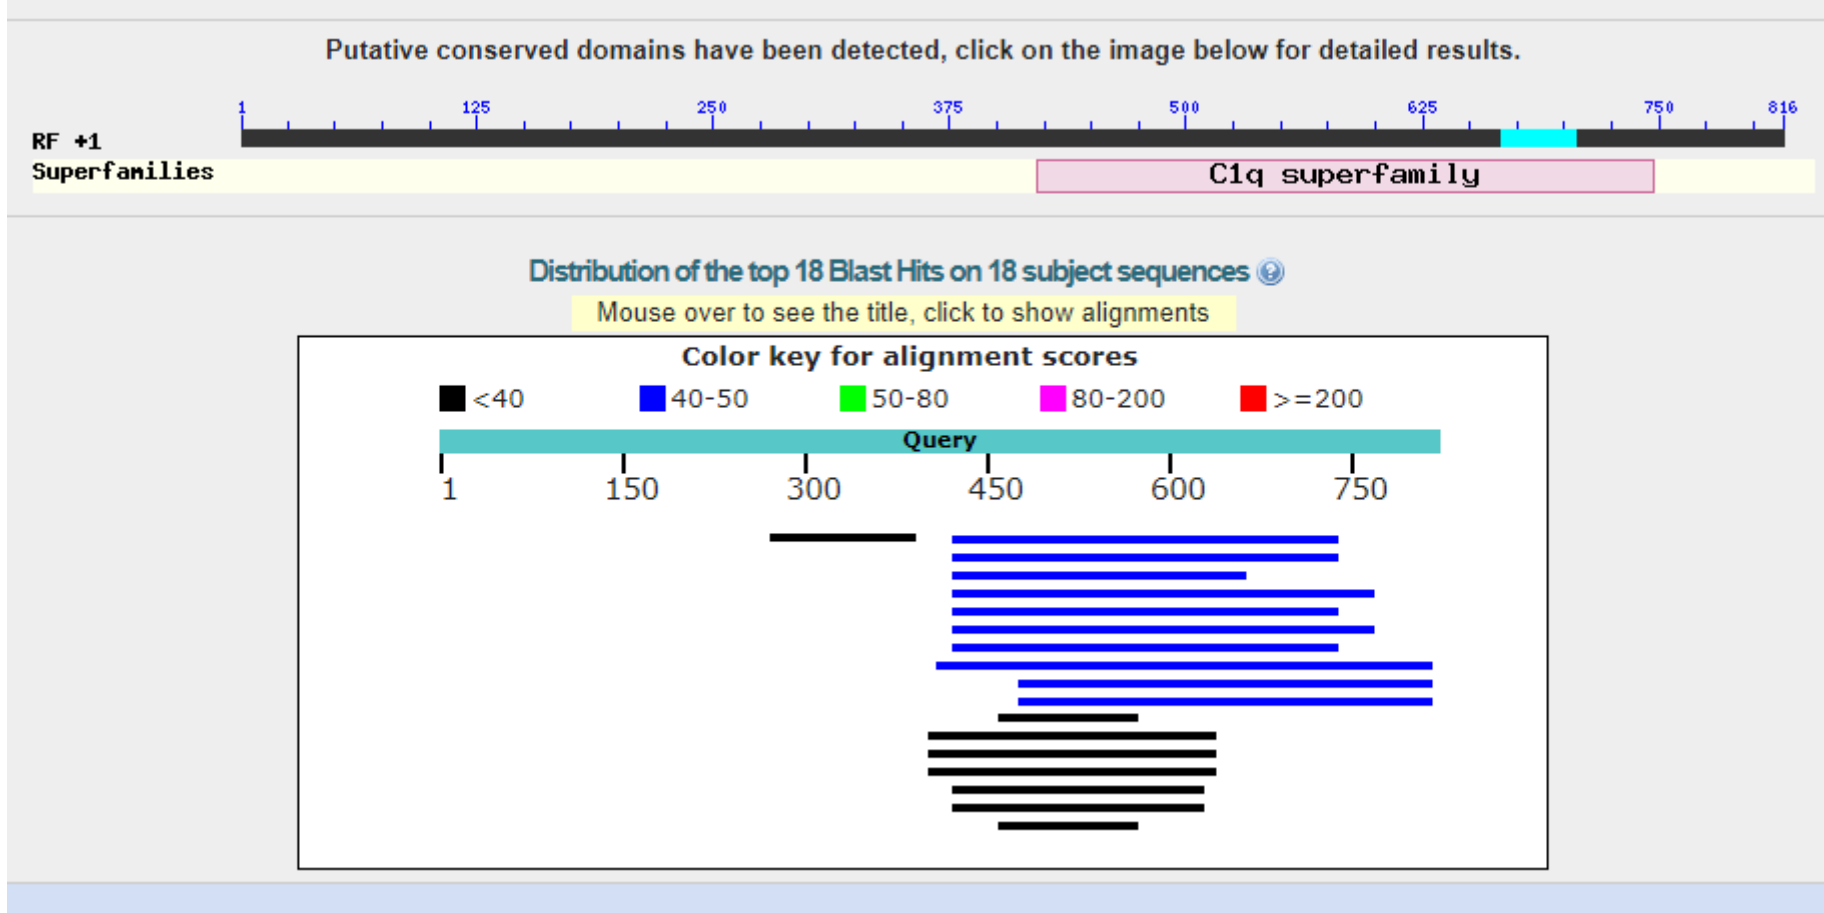 Putative conserved domains have been detected, click on the image below for detailed results.
1 125 250 375 500 625 750 816
RF +1
Superfamilies C1q superfamily
Distribution of the top 18 Blast Hits on 18 subject sequences ?
Mouse over to see the title, click to show alignments
Color key for alignment scores
<40 40-50 50-80 80-200 >=200
Query
1 150 300 450 600 750